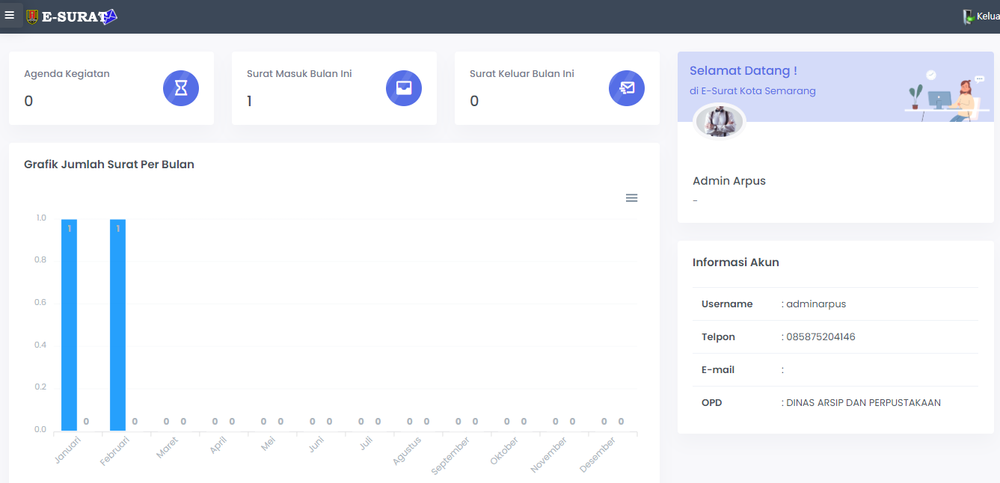 E-SURAT
Kelua
Agenda Kegiatan
0
Surat Masuk Bulan Ini
1
Surat Keluar Bulan Ini
0
Selamat Datang !
di E-Surat Kota Semarang
Admin Arpus
-
Grafik Jumlah Surat Per Bulan
1.0
0.8
0.6
0.4
0.2
0.0
1 0 1 0 0 0 0 0 0 0 0 0 0 0 0 0 0 0 0 0 0 0 0 0
Januari Februari Maret April Mei Juni Juli Agustus September Oktober November Desember
Informasi Akun
Username : adminarpus
Telpon : 085875204146
E-mail :
OPD : DINAS ARSIP DAN PERPUSTAKAAN